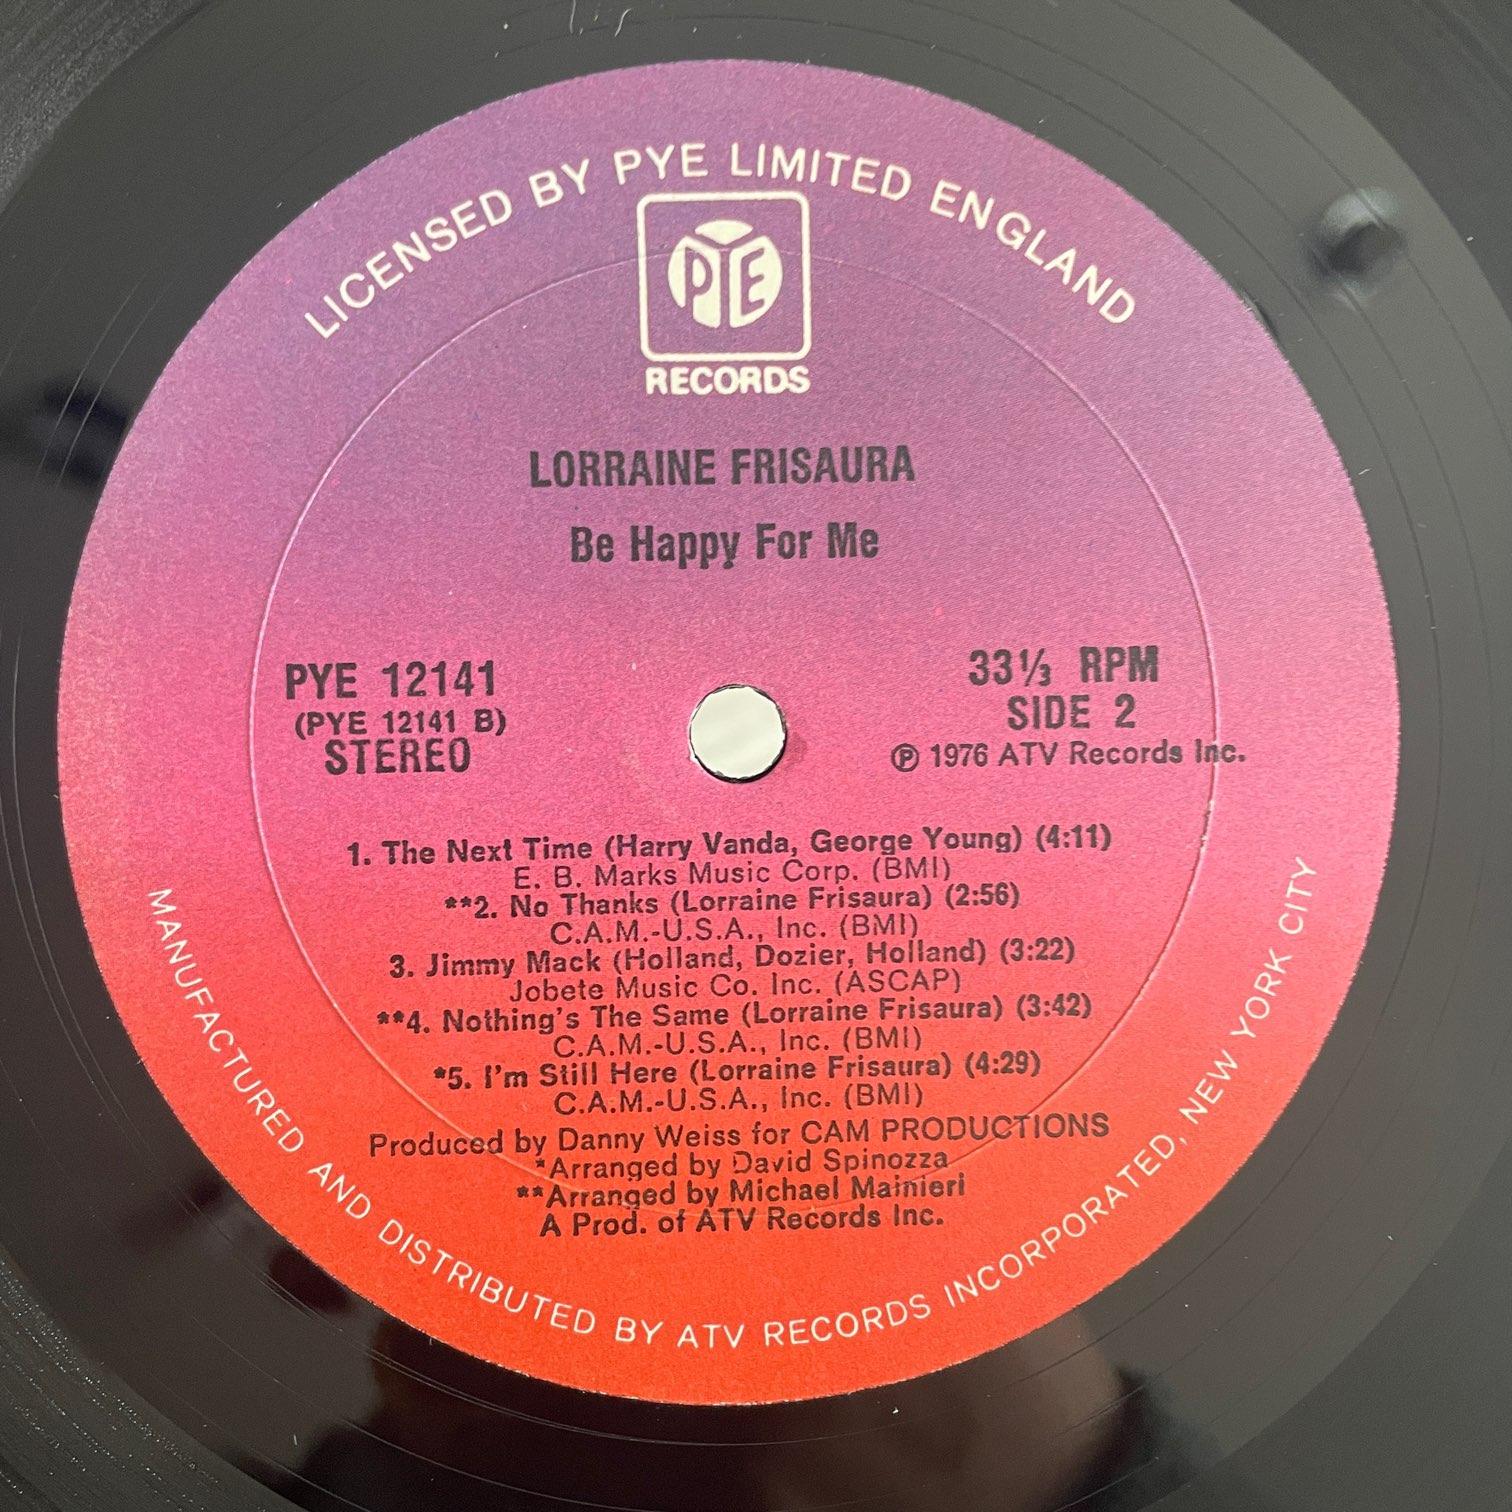 LICENSED BY PYE LIMITED ENGLAND
PYE
RECORDS
LORRAINE FRISAURA
Be Happy For Me
PYE 12141
(PYE 12141 B)
STEREO
33⅓ RPM
SIDE 2
℗ 1976 ATV Records Inc.
1. The Next Time (Harry Vanda, George Young) (4:11)
E. B. Marks Music Corp. (BMI)
**2. No Thanks (Lorraine Frisaura) (2:56)
C.A.M.-U.S.A., Inc. (BMI)
3. Jimmy Mack (Holland, Dozier, Holland) (3:22)
Jobete Music Co. Inc. (ASCAP)
**4. Nothing's The Same (Lorraine Frisaura) (3:42)
C.A.M.-U.S.A., Inc. (BMI)
*5. I'm Still Here (Lorraine Frisaura) (4:29)
C.A.M.-U.S.A., Inc. (BMI)
Produced by Danny Weiss for CAM PRODUCTIONS
*Arranged by David Spinozza
**Arranged by Michael Mainieri
A Prod. of ATV Records Inc.
MANUFACTURED AND DISTRIBUTED BY ATV RECORDS INCORPORATED, NEW YORK CITY